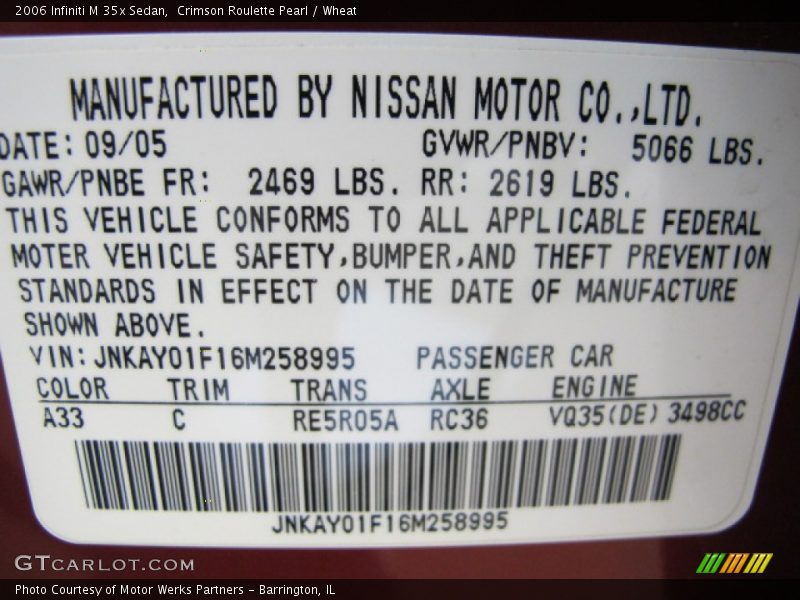 2006 Infiniti M 35x Sedan,  Crimson Roulette Pearl / Wheat
MANUFACTURED BY NISSAN MOTOR CO.,LTD.
DATE: 09/05 GVWR/PNBV: 5066 LBS.
GAWR/PNBE FR: 2469 LBS. RR: 2619 LBS.
THIS VEHICLE CONFORMS TO ALL APPLICABLE FEDERAL
MOTER VEHICLE SAFETY,BUMPER,AND THEFT PREVENTION
STANDARDS IN EFFECT ON THE DATE OF MANUFACTURE
SHOWN ABOVE.
VIN: JNKAY01F16M258995 PASSENGER CAR
COLOR TRIM TRANS AXLE ENGINE
A33 C RE5R05A RC36 VQ35(DE) 3498CC
JNKAY01F16M258995
GTCARLOT.COM
Photo Courtesy of Motor Werks Partners - Barrington, IL